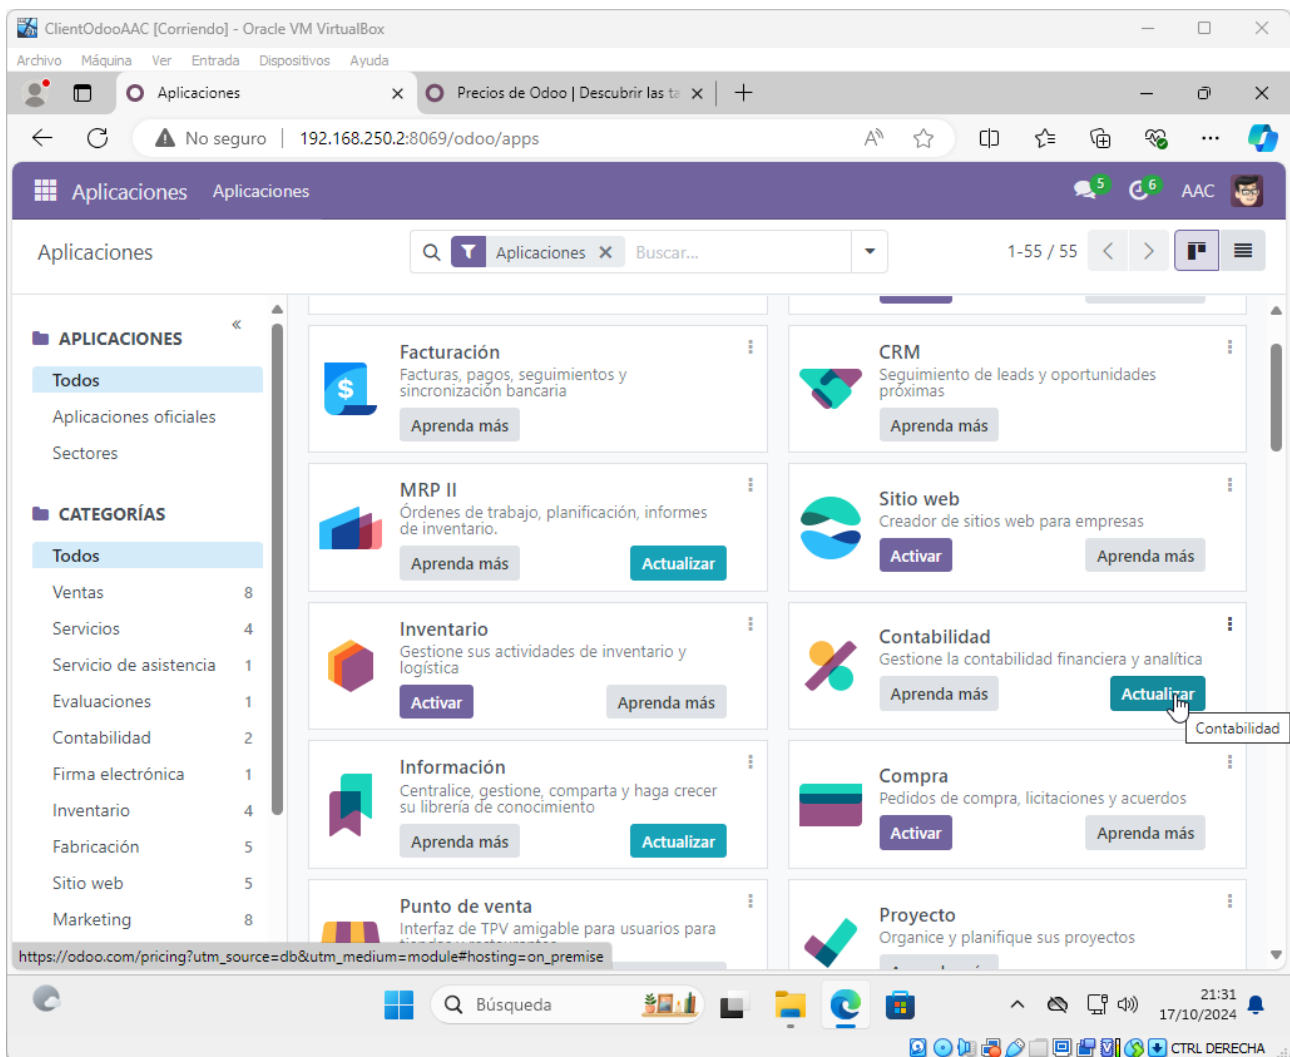 ClientOdooAAC [Corriendo] - Oracle VM VirtualBox
Archivo Máquina Ver Entrada Dispositivos Ayuda
Aplicaciones
Precios de Odoo | Descubrir las ta
No seguro | 192.168.250.2:8069/odoo/apps
Aplicaciones Aplicaciones
5 6 AAC
Aplicaciones
Aplicaciones Buscar...
1-55 / 55
APLICACIONES
Todos
Aplicaciones oficiales
Sectores
CATEGORÍAS
Todos
Ventas 8
Servicios 4
Servicio de asistencia 1
Evaluaciones 1
Contabilidad 2
Firma electrónica 1
Inventario 4
Fabricación 5
Sitio web 5
Marketing 8
Facturación
Facturas, pagos, seguimientos y
sincronización bancaria
Aprenda más
CRM
Seguimiento de leads y oportunidades
próximas
Aprenda más
MRP II
Órdenes de trabajo, planificación, informes
de inventario.
Aprenda más Actualizar
Sitio web
Creador de sitios web para empresas
Activar Aprenda más
Inventario
Gestione sus actividades de inventario y
logística
Activar Aprenda más
Contabilidad
Gestione la contabilidad financiera y analítica
Aprenda más Actualizar
Contabilidad
Información
Centralice, gestione, comparta y haga crecer
su librería de conocimiento
Aprenda más Actualizar
Compra
Pedidos de compra, licitaciones y acuerdos
Activar Aprenda más
Punto de venta
Interfaz de TPV amigable para usuarios para
Proyecto
Organice y planifique sus proyectos
https://odoo.com/pricing?utm_source=db&utm_medium=module#hosting=on_premise
Búsqueda
21:31
17/10/2024
CTRL DERECHA